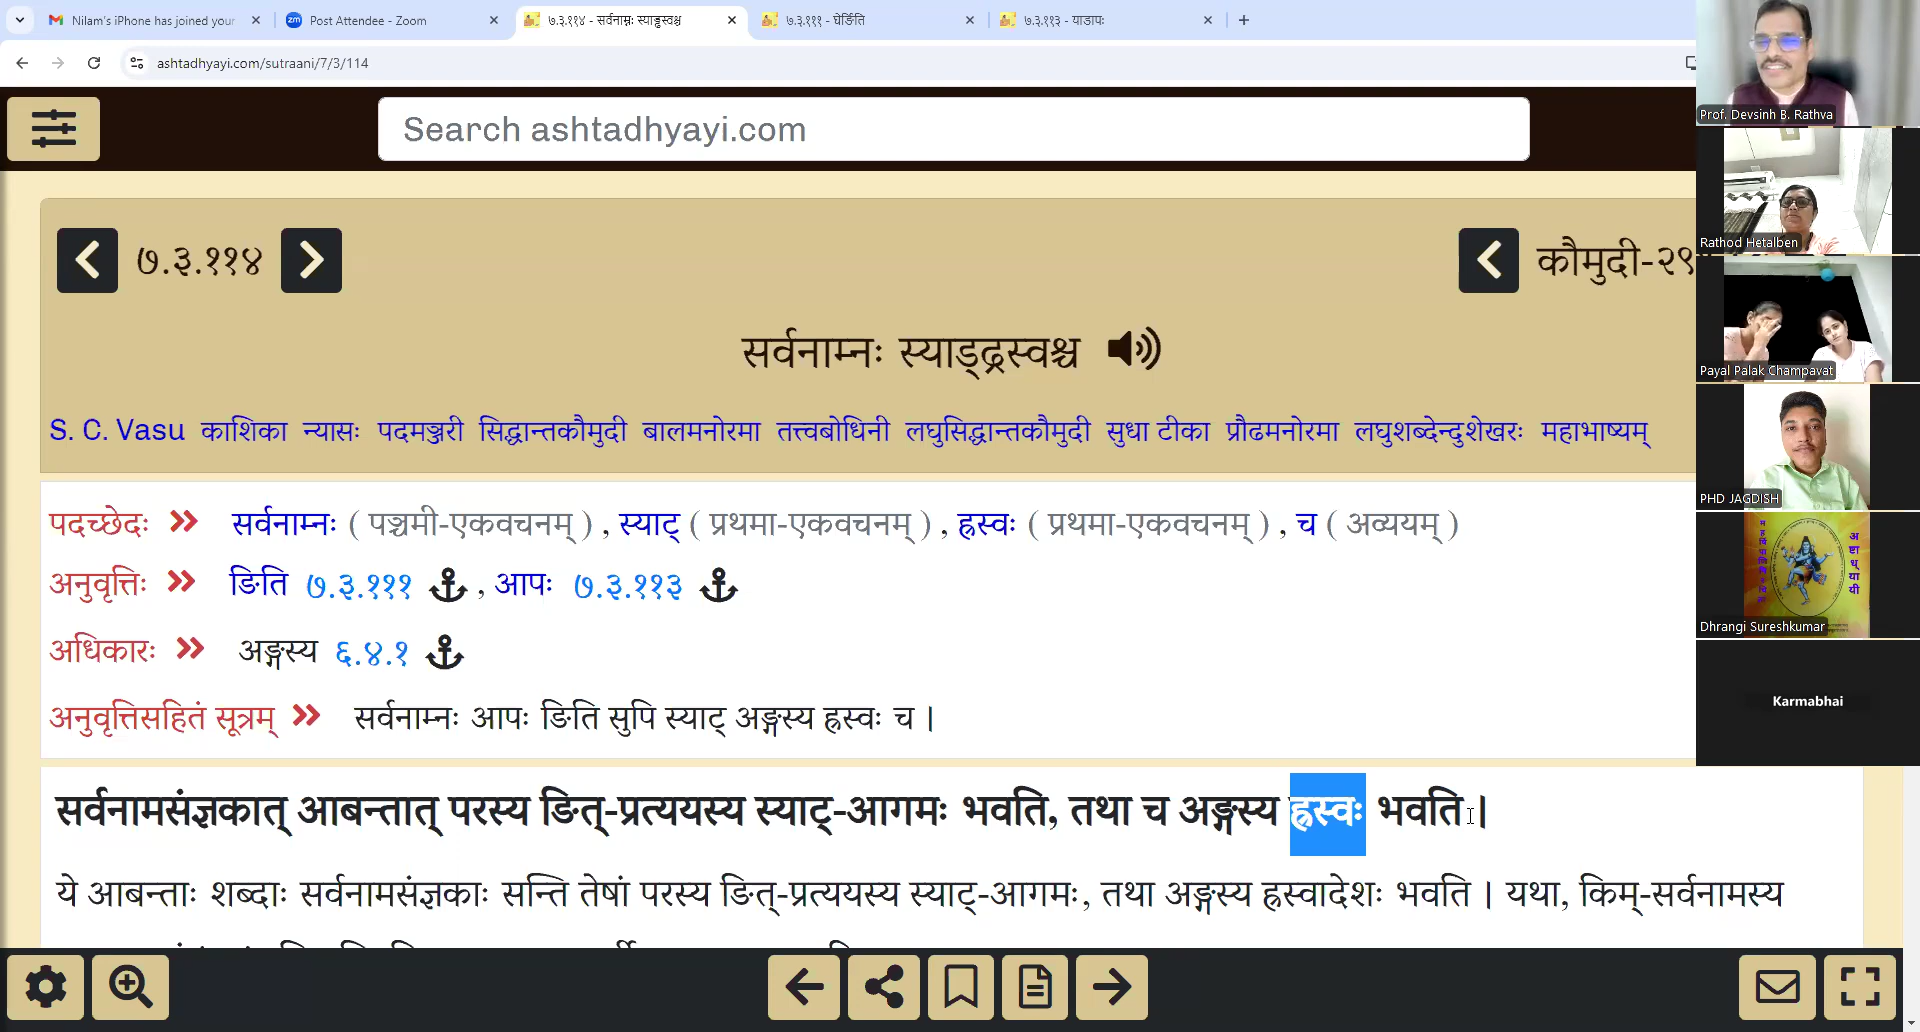 Nilam's iPhone has joined your
Post Attendee - Zoom
७.३.११४ - सर्वनाम्नः स्याड्ढ्रस्वश्च
७.३.१११ - घेर्ङिति
७.३.११३ - याडापः
ashtadhyayi.com/sutraani/7/3/114
Search ashtadhyayi.com
७.३.११४
कौमुदी-२९
सर्वनाम्नः स्याड्ढ्रस्वश्च
S. C. Vasu काशिका न्यासः पदमञ्जरी सिद्धान्तकौमुदी बालमनोरमा तत्त्वबोधिनी लघुसिद्धान्तकौमुदी सुधा टीका प्रौढमनोरमा लघुशब्देन्दुशेखरः महाभाष्यम्
पदच्छेदः सर्वनाम्नः ( पञ्चमी-एकवचनम् ) , स्याट् ( प्रथमा-एकवचनम् ) , ह्रस्वः ( प्रथमा-एकवचनम् ) , च ( अव्ययम् )
अनुवृत्तिः ङिति ७.३.१११ , आपः ७.३.११३
अधिकारः अङ्गस्य ६.४.१
अनुवृत्तिसहितं सूत्रम् सर्वनाम्नः आपः ङिति सुपि स्याट् अङ्गस्य ह्रस्वः च ।
सर्वनामसंज्ञकात् आबन्तात् परस्य ङित्-प्रत्ययस्य स्याट्-आगमः भवति, तथा च अङ्गस्य ह्रस्वः भवति ।
ये आबन्ताः शब्दाः सर्वनामसंज्ञकाः सन्ति तेषां परस्य ङित्-प्रत्ययस्य स्याट्-आगमः, तथा अङ्गस्य ह्रस्वादेशः भवति । यथा, किम्-सर्वनामस्य
Prof. Devsinh B. Rathva
Rathod Hetalben
Payal Palak Champavat
PHD JAGDISH
अष्टाध्यायी
Dhrangi Sureshkumar
Karmabhai